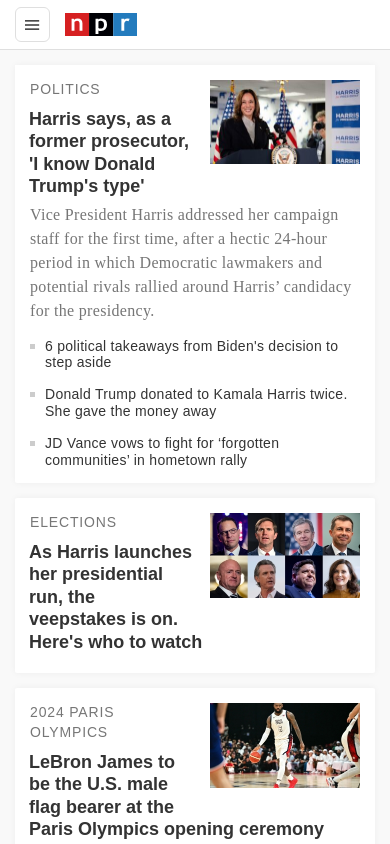 npr
POLITICS
Harris says, as a
former prosecutor,
'I know Donald
Trump's type'
HARRIS
HARRIS
HARRIS
HARRIS
Vice President Harris addressed her campaign
staff for the first time, after a hectic 24-hour
period in which Democratic lawmakers and
potential rivals rallied around Harris’ candidacy
for the presidency.
6 political takeaways from Biden's decision to
step aside
Donald Trump donated to Kamala Harris twice.
She gave the money away
JD Vance vows to fight for ‘forgotten
communities’ in hometown rally
ELECTIONS
As Harris launches
her presidential
run, the
veepstakes is on.
Here's who to watch
2024 PARIS
OLYMPICS
LeBron James to
be the U.S. male
flag bearer at the
Paris Olympics opening ceremony